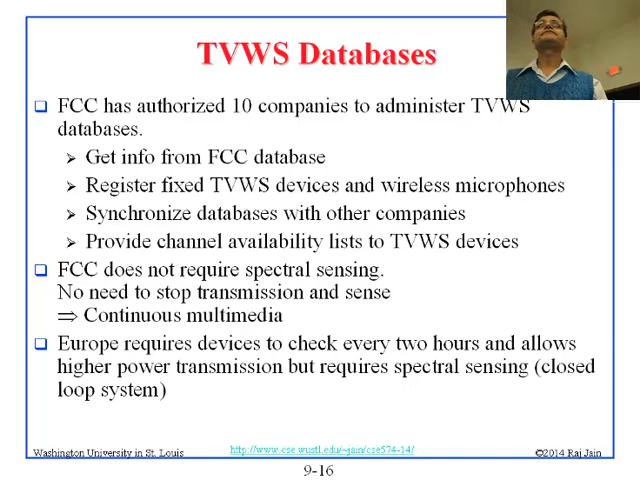 TVWS Databases
❑ FCC has authorized 10 companies to administer TVWS
databases.
➢ Get info from FCC database
➢ Register fixed TVWS devices and wireless microphones
➢ Synchronize databases with other companies
➢ Provide channel availability lists to TVWS devices
❑ FCC does not require spectral sensing.
No need to stop transmission and sense
⇒ Continuous multimedia
❑ Europe requires devices to check every two hours and allows
higher power transmission but requires spectral sensing (closed
loop system)
Washington University in St. Louis
http://www.cse.wustl.edu/~jain/cse574-14/
©2014 Raj Jain
9-16